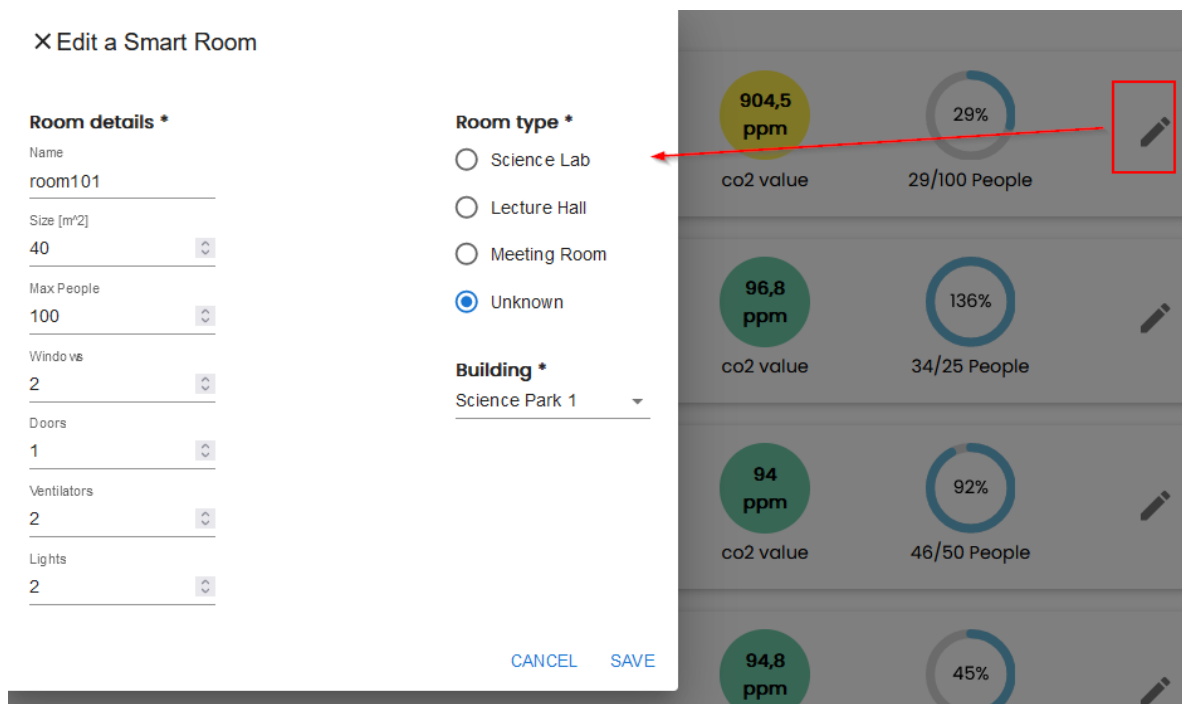 Edit a Smart Room
Room details *
Name
room101
Size [m^2]
40
Max People
100
Windows
2
Doors
1
Ventilators
2
Lights
2
Room type *
Science Lab
Lecture Hall
Meeting Room
Unknown
Building *
Science Park 1
CANCEL SAVE
904,5
ppm
co2 value
29%
29/100 People
96,8
ppm
co2 value
136%
34/25 People
94
ppm
co2 value
92%
46/50 People
94,8
ppm
45%